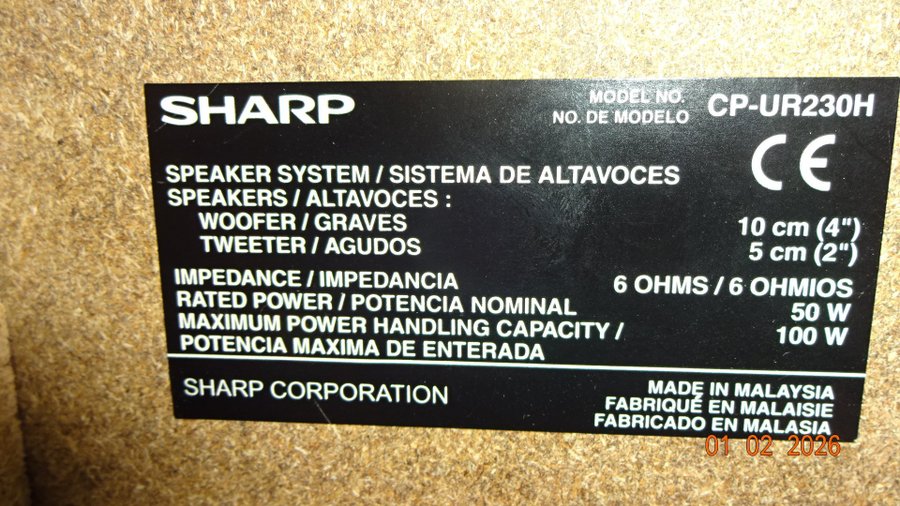 SHARP
MODEL NO.
NO. DE MODELO CP-UR230H
CE
SPEAKER SYSTEM / SISTEMA DE ALTAVOCES
SPEAKERS / ALTAVOCES :
WOOFER / GRAVES 10 cm (4")
TWEETER / AGUDOS 5 cm (2")
IMPEDANCE / IMPEDANCIA 6 OHMS / 6 OHMIOS
RATED POWER / POTENCIA NOMINAL 50 W
MAXIMUM POWER HANDLING CAPACITY / 100 W
POTENCIA MAXIMA DE ENTERADA
SHARP CORPORATION
MADE IN MALAYSIA
FABRIQUÉ EN MALAISIE
FABRICADO EN MALASIA
01 02 2026